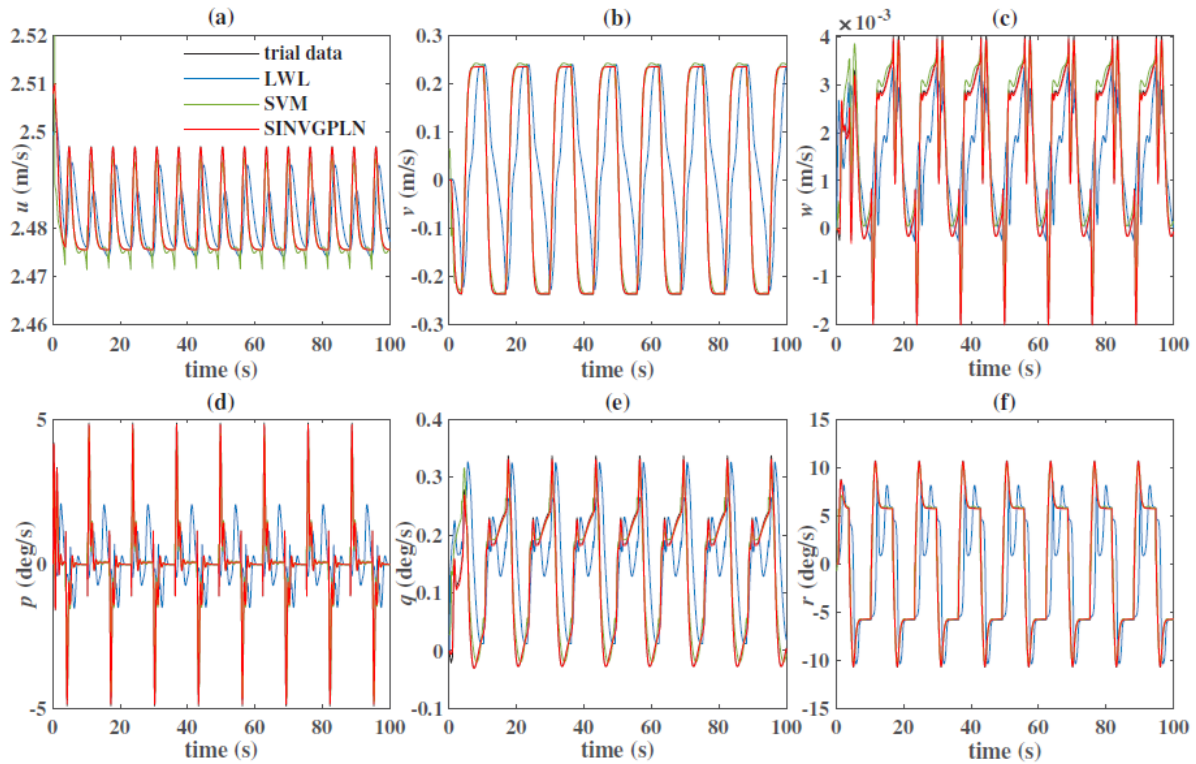 (a)
2.52
2.51
2.5
2.49
2.48
2.47
2.46
u (m/s)
trial data
LWL
SVM
SINVGPLN
0 20 40 60 80 100
time (s)
(b)
0.3
0.2
0.1
0
-0.1
-0.2
-0.3
v (m/s)
0 20 40 60 80 100
time (s)
(c)
×10⁻³
4
3
2
1
0
-1
-2
w (m/s)
0 20 40 60 80 100
time (s)
(d)
5
0
-5
p (deg/s)
0 20 40 60 80 100
time (s)
(e)
0.4
0.3
0.2
0.1
0
-0.1
q (deg/s)
0 20 40 60 80 100
time (s)
(f)
15
10
5
0
-5
-10
-15
r (deg/s)
0 20 40 60 80 100
time (s)